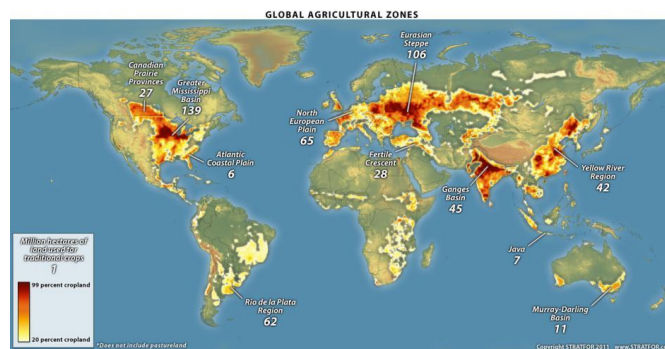 GLOBAL AGRICULTURAL ZONES
Eurasian
Steppe
106
Canadian
Prairie
Provinces
27
Greater
Mississippi
Basin
139
North
European
Plain
65
Atlantic
Coastal Plain
6
Fertile
Crescent
28
Yellow River
Region
42
Ganges
Basin
45
Java
7
Million hectares of
land used for
traditional crops
1
99 percent cropland
20 percent cropland
Rio de la Plata
Region
62
Murray-Darling
Basin
11
*Does not include pastureland
Copyright STRATFOR 2011 www.STRATFOR.c